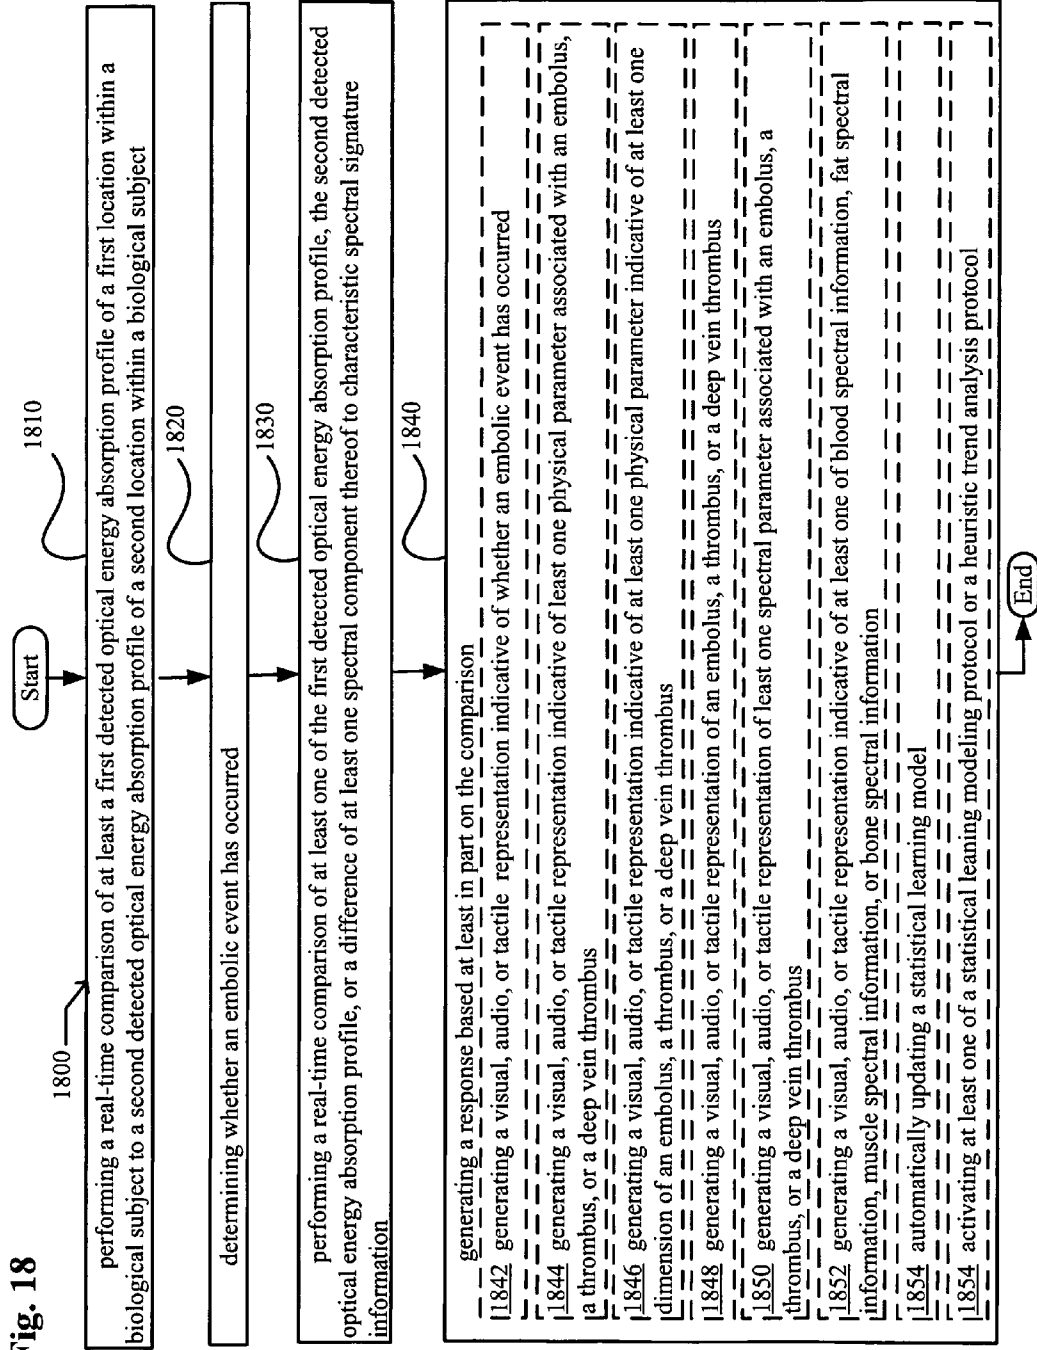 Fig. 18
1800
Start
1810
performing a real-time comparison of at least a first detected optical energy absorption profile of a first location within a
biological subject to a second detected optical energy absorption profile of a second location within a biological subject
1820
determining whether an embolic event has occurred
1830
performing a real-time comparison of at least one of the first detected optical energy absorption profile, the second detected
optical energy absorption profile, or a difference of at least one spectral component thereof to characteristic spectral signature
information
1840
generating a response based at least in part on the comparison
1842 generating a visual, audio, or tactile representation indicative of whether an embolic event has occurred
1844 generating a visual, audio, or tactile representation indicative of least one physical parameter associated with an embolus,
a thrombus, or a deep vein thrombus
1846 generating a visual, audio, or tactile representation indicative of at least one physical parameter indicative of at least one
dimension of an embolus, a thrombus, or a deep vein thrombus
1848 generating a visual, audio, or tactile representation of an embolus, a thrombus, or a deep vein thrombus
1850 generating a visual, audio, or tactile representation of least one spectral parameter associated with an embolus, a
thrombus, or a deep vein thrombus
1852 generating a visual, audio, or tactile representation indicative of at least one of blood spectral information, fat spectral
information, muscle spectral information, or bone spectral information
1854 automatically updating a statistical learning model
1854 activating at least one of a statistical leaning modeling protocol or a heuristic trend analysis protocol
End